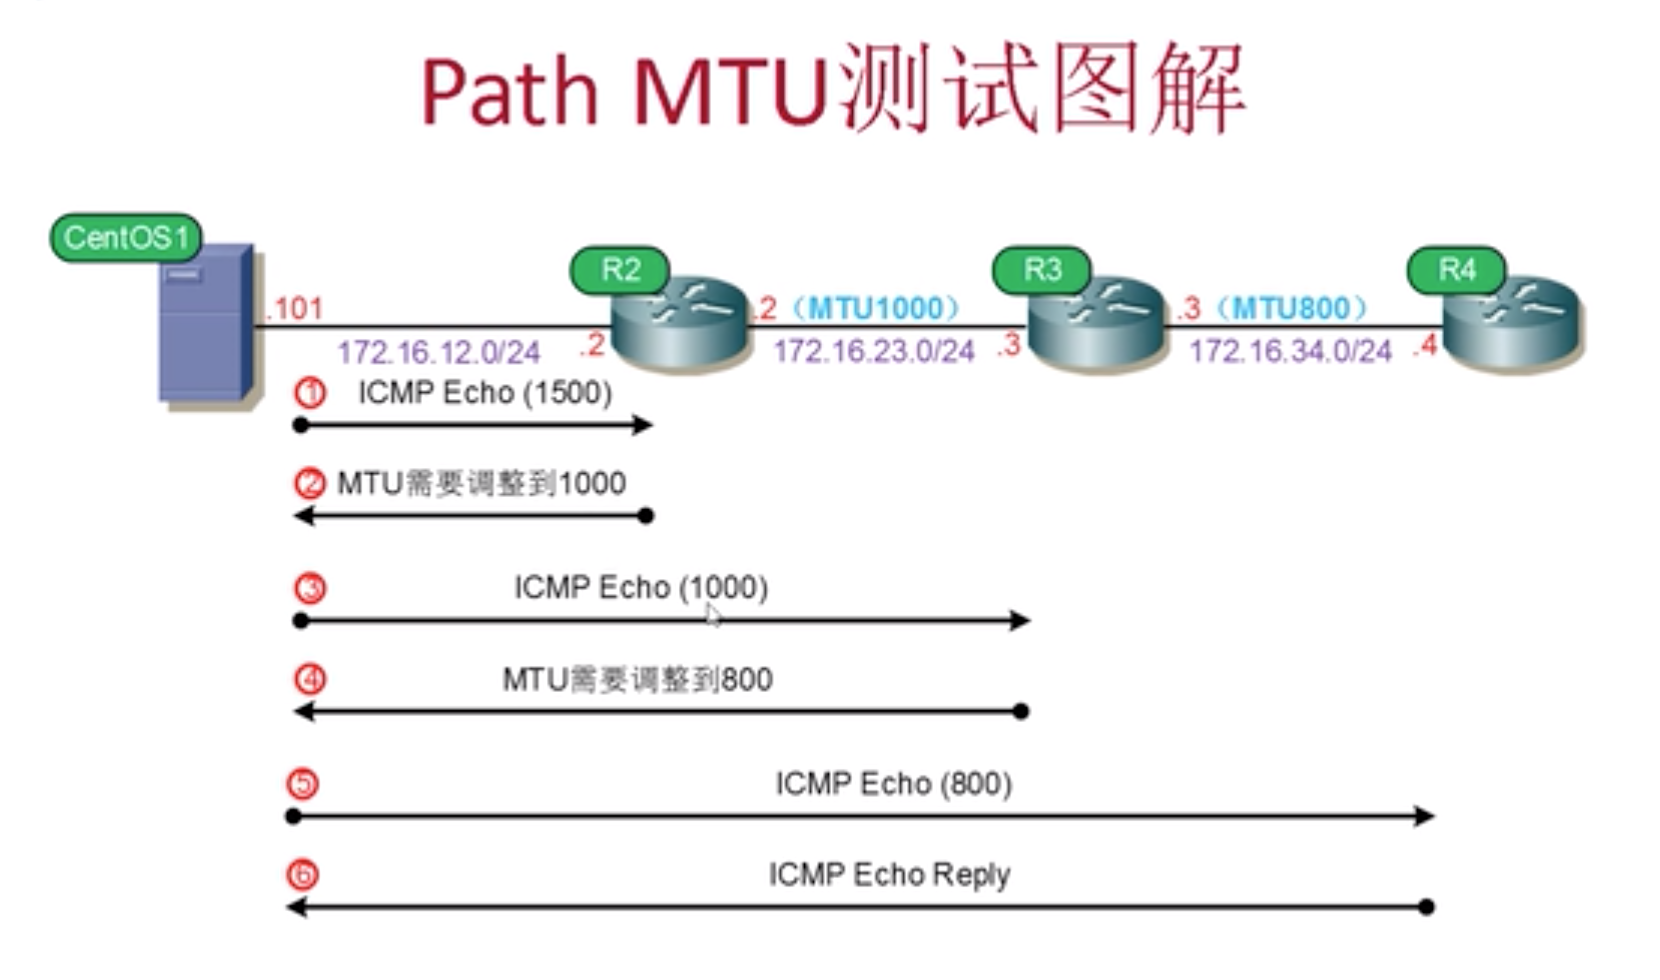 Path MTU测试图解
CentOS1
R2
R3
R4
.101
.2
(MTU1000)
.3
(MTU800)
172.16.12.0/24
.2
172.16.23.0/24
.3
172.16.34.0/24
.4
① ICMP Echo (1500)
② MTU需要调整到1000
③ ICMP Echo (1000)
④ MTU需要调整到800
⑤ ICMP Echo (800)
⑥ ICMP Echo Reply